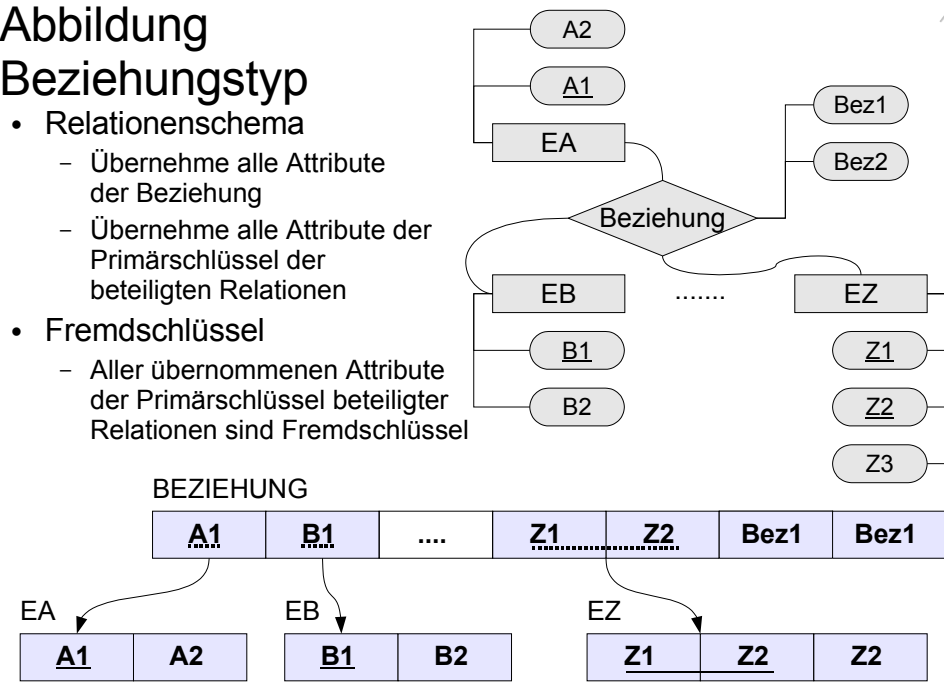 Abbildung
Beziehungstyp
• Relationenschema
– Übernehme alle Attribute
der Beziehung
– Übernehme alle Attribute der
Primärschlüssel der
beteiligten Relationen
• Fremdschlüssel
– Aller übernommenen Attribute
der Primärschlüssel beteiligter
Relationen sind Fremdschlüssel
A2
A1
EA
Bez1
Bez2
Beziehung
EB
.......
EZ
B1
B2
Z1
Z2
Z3
BEZIEHUNG
A1 B1 .... Z1 Z2 Bez1 Bez1
EA
A1 A2
EB
B1 B2
EZ
Z1 Z2 Z2